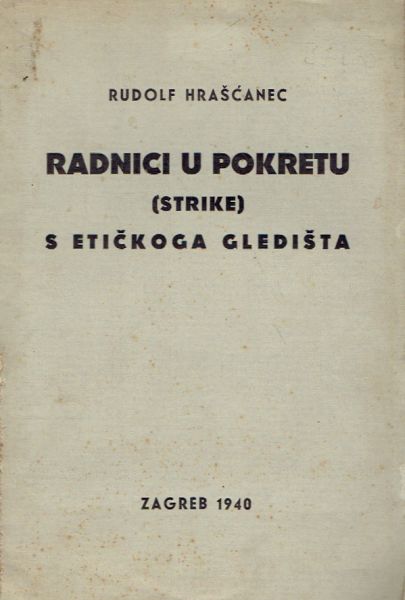 RUDOLF HRAŠĆANEC
RADNICI U POKRETU
(STRIKE)
S ETIČKOGA GLEDIŠTA
ZAGREB 1940